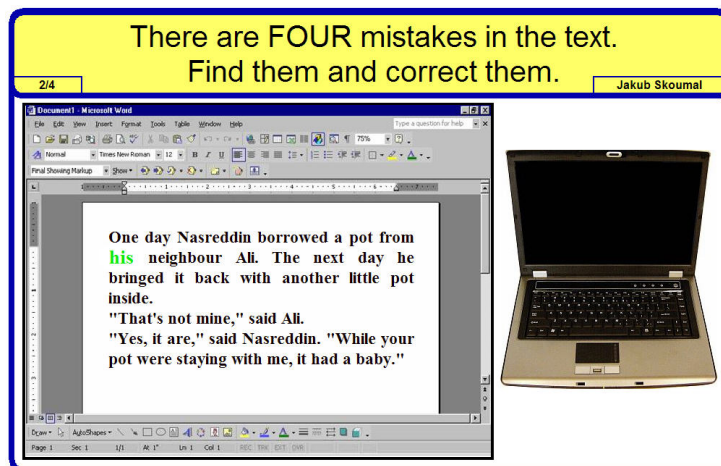 There are FOUR mistakes in the text.
Find them and correct them.
2/4
Jakub Skoumal
Document1 - Microsoft Word
File Edit View Insert Format Tools Table Window Help
Type a question for help
75%
Normal Times New Roman 12 B I U
Final Showing Markup Show
One day Nasreddin borrowed a pot from
his neighbour Ali. The next day he
bringed it back with another little pot
inside.
"That's not mine," said Ali.
"Yes, it are," said Nasreddin. "While your
pot were staying with me, it had a baby."
Draw AutoShapes
Page 1 Sec 1 1/1 At 1" Ln 1 Col 1 REC TRK EXT OVR